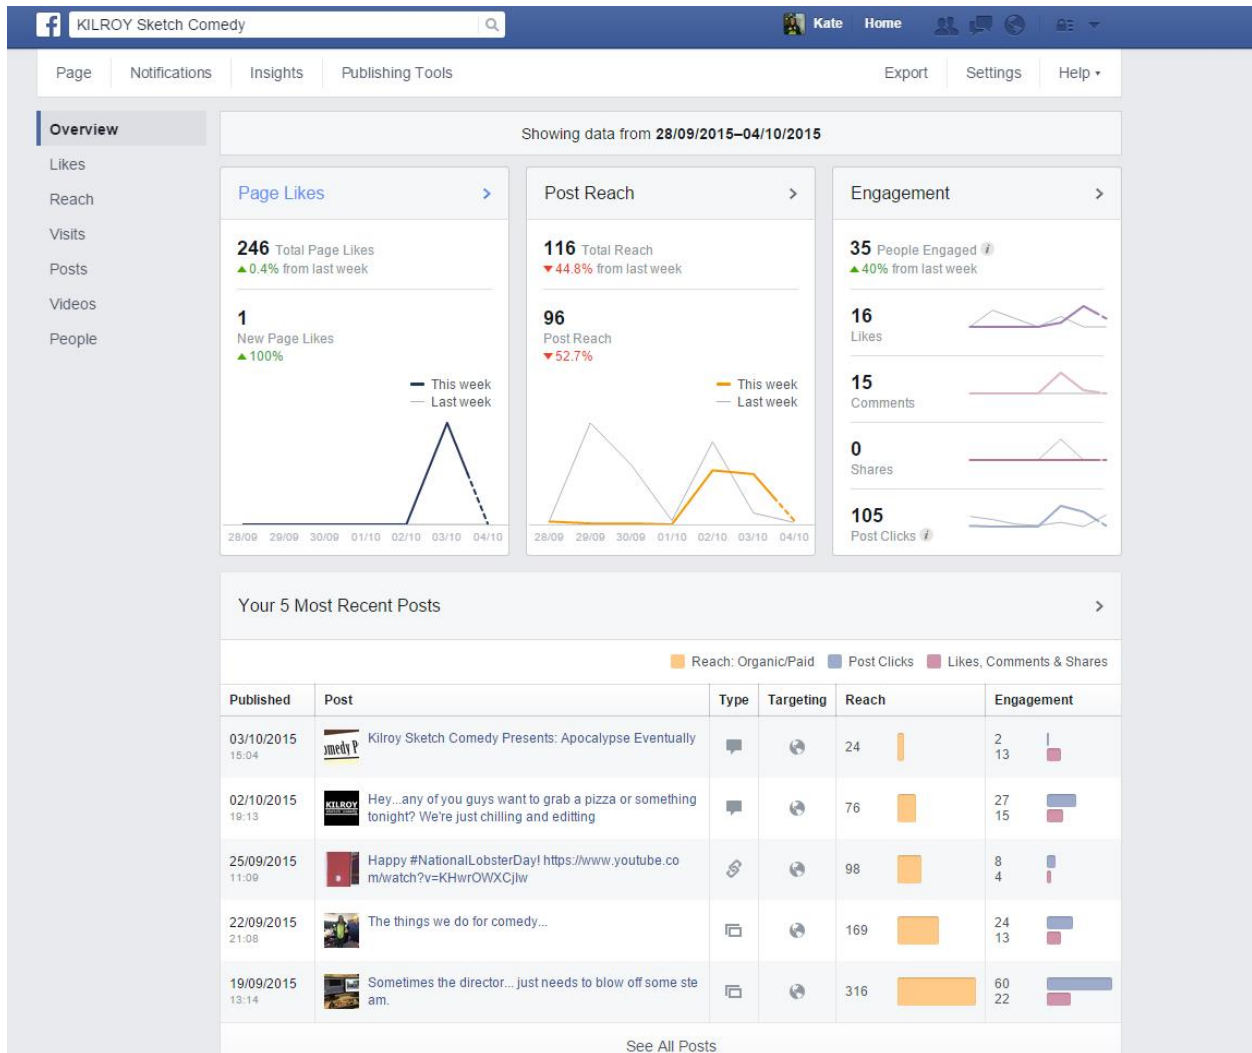 KILROY Sketch Comedy
Kate Home
Page Notifications Insights Publishing Tools Export Settings Help
Overview
Likes
Reach
Visits
Posts
Videos
People
Showing data from 28/09/2015–04/10/2015
Page Likes
246 Total Page Likes
0.4% from last week
1
New Page Likes
100%
This week
Last week
28/09 29/09 30/09 01/10 02/10 03/10 04/10
Post Reach
116 Total Reach
44.8% from last week
96
Post Reach
52.7%
This week
Last week
28/09 29/09 30/09 01/10 02/10 03/10 04/10
Engagement
35 People Engaged i
40% from last week
16
Likes
15
Comments
0
Shares
105
Post Clicks i
Your 5 Most Recent Posts
Reach: Organic/Paid Post Clicks Likes, Comments & Shares
Published Post Type Targeting Reach Engagement
03/10/2015
15:04
omedy P
Kilroy Sketch Comedy Presents: Apocalypse Eventually
24
2
13
02/10/2015
19:13
KILROY
Hey...any of you guys want to grab a pizza or something
tonight? We're just chilling and editting
76
27
15
25/09/2015
11:09
Happy #NationalLobsterDay! https://www.youtube.co
m/watch?v=KHwrOWXCjIw
98
8
4
22/09/2015
21:08
The things we do for comedy...
169
24
13
19/09/2015
13:14
Sometimes the director... just needs to blow off some ste
am.
316
60
22
See All Posts